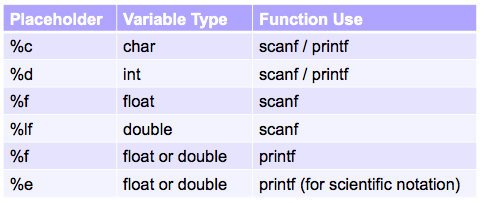 Placeholder Variable Type Function Use
%c char scanf / printf
%d int scanf / printf
%f float scanf
%lf double scanf
%f float or double printf
%e float or double printf (for scientific notation)